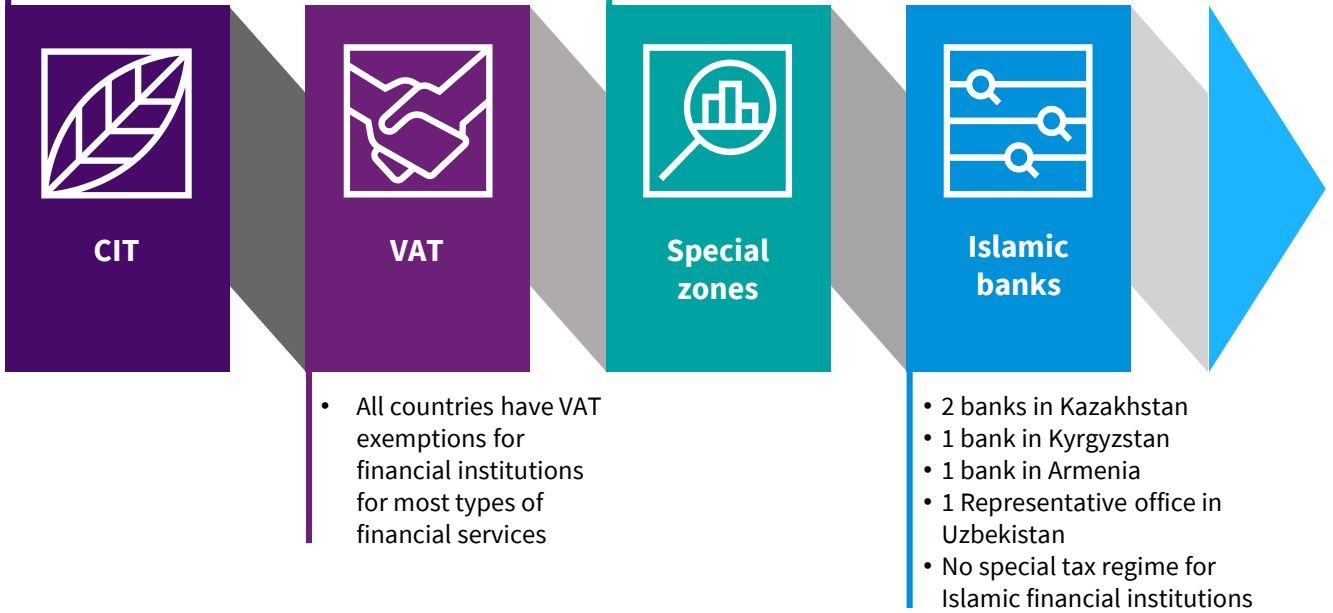 CIT
VAT
Special
zones
Islamic
banks
• All countries have VAT
exemptions for
financial institutions
for most types of
financial services
• 2 banks in Kazakhstan
• 1 bank in Kyrgyzstan
• 1 bank in Armenia
• 1 Representative office in
Uzbekistan
• No special tax regime for
Islamic financial institutions